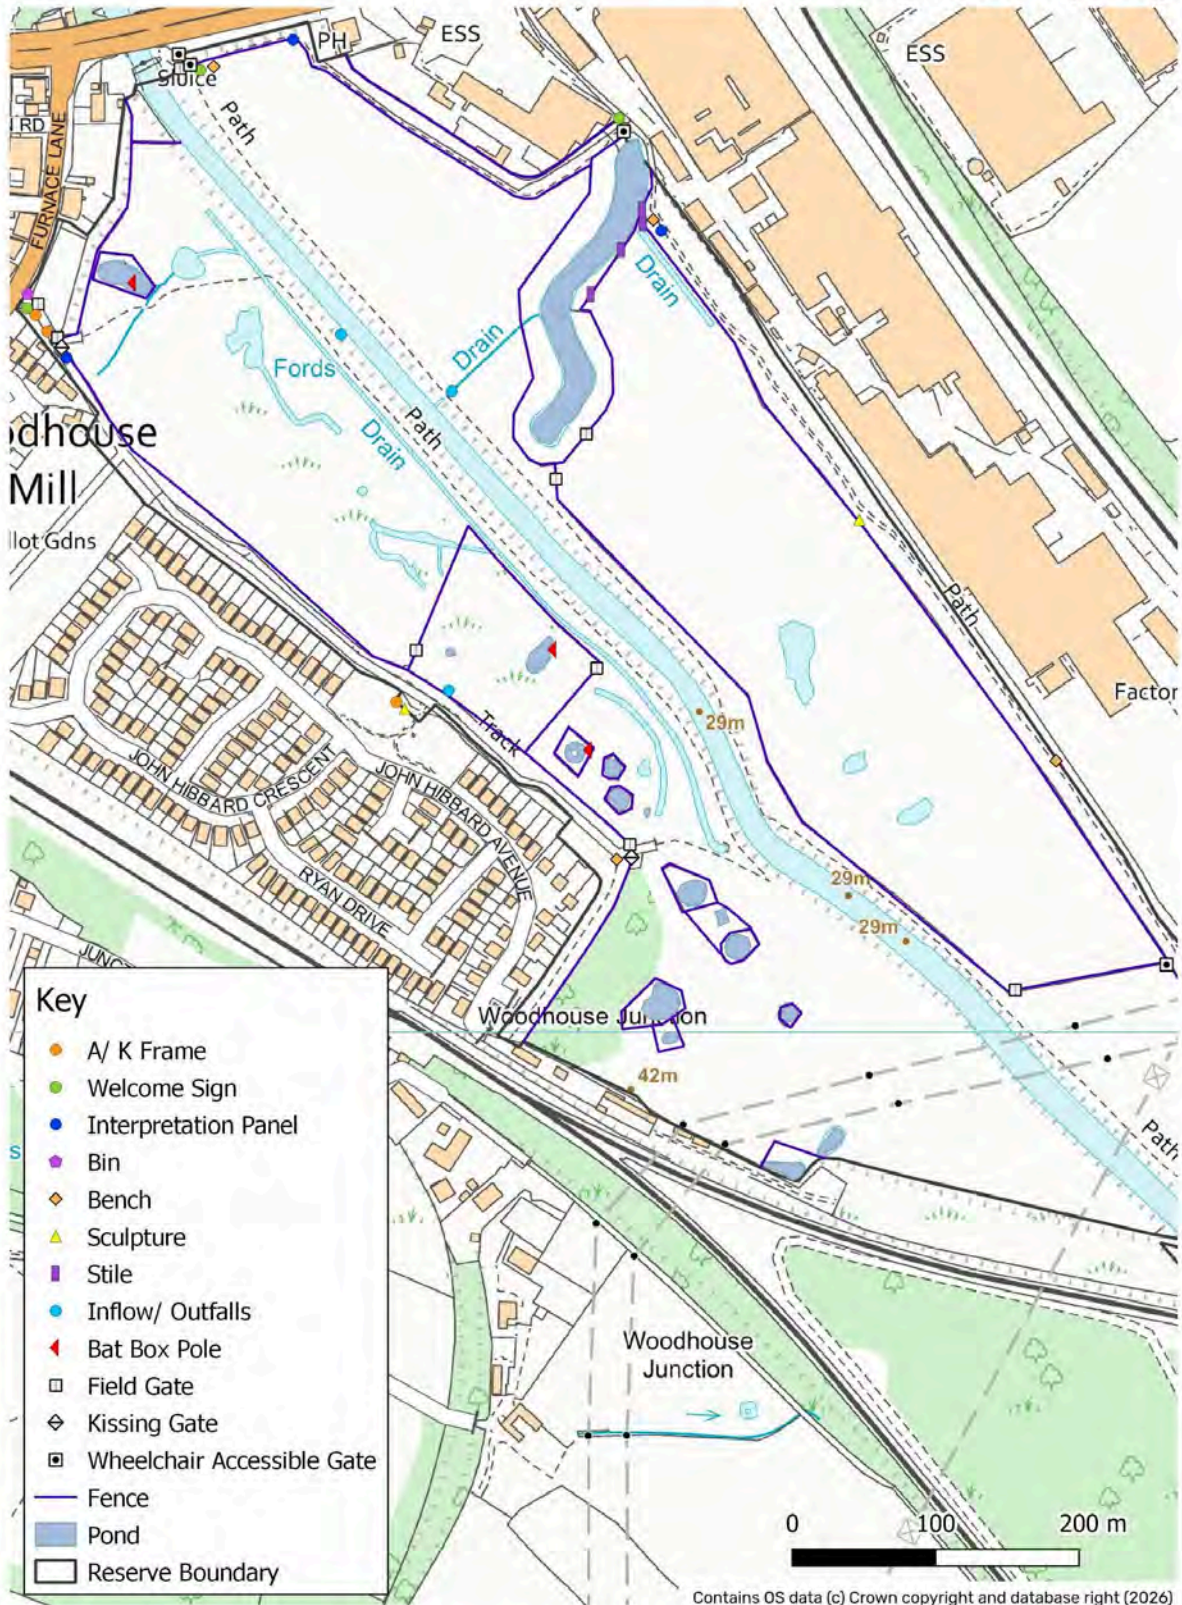 PH
ESS
ESS
Sluice
Path
N RD
FURNACE LANE
Drain
Drain
Fords
Path
Drain
odhouse
Mill
llot Gdns
Path
Factor
Track
29m
JOHN HIBBARD CRESCENT
JOHN HIBBARD AVENUE
RYAN DRIVE
29m
29m
JUNC
Woodhouse Junction
42m
Path
S
Key
A/ K Frame
Welcome Sign
Interpretation Panel
Bin
Bench
Sculpture
Stile
Inflow/ Outfalls
Bat Box Pole
Field Gate
Kissing Gate
Wheelchair Accessible Gate
Fence
Pond
Reserve Boundary
Woodhouse
Junction
0 100 200 m
Contains OS data (c) Crown copyright and database right (2026)